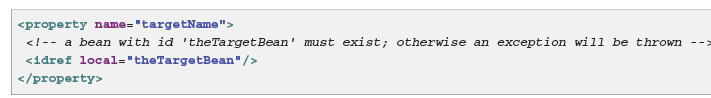 <property name="targetName">
<!-- a bean with id 'theTargetBean' must exist; otherwise an exception will be thrown -->
<idref local="theTargetBean"/>
</property>